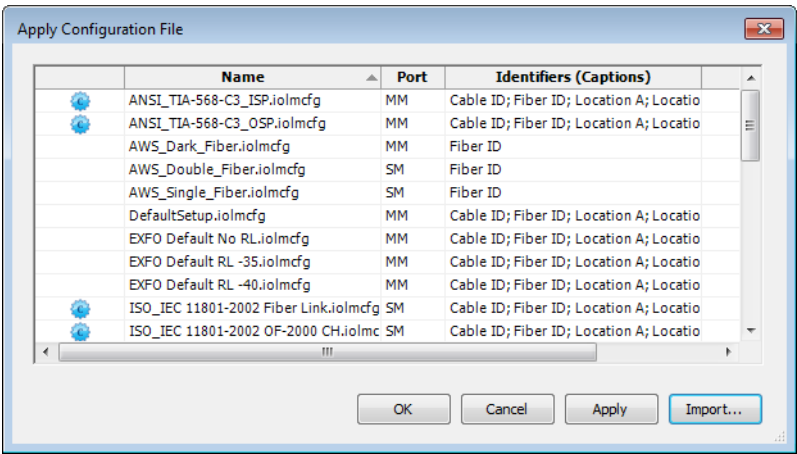 Apply Configuration File
Name Port Identifiers (Captions)
C ANSI_TIA-568-C3_ISP.iolmcfg MM Cable ID; Fiber ID; Location A; Locatio
C ANSI_TIA-568-C3_OSP.iolmcfg MM Cable ID; Fiber ID; Location A; Locatio
AWS_Dark_Fiber.iolmcfg MM Fiber ID
AWS_Double_Fiber.iolmcfg SM Fiber ID
AWS_Single_Fiber.iolmcfg SM Fiber ID
DefaultSetup.iolmcfg MM Cable ID; Fiber ID; Location A; Locatio
EXFO Default No RL.iolmcfg MM Cable ID; Fiber ID; Location A; Locatio
EXFO Default RL -35.iolmcfg MM Cable ID; Fiber ID; Location A; Locatio
EXFO Default RL -40.iolmcfg MM Cable ID; Fiber ID; Location A; Locatio
C ISO_IEC 11801-2002 Fiber Link.iolmcfg SM Cable ID; Fiber ID; Location A; Locatio
C ISO_IEC 11801-2002 OF-2000 CH.iolmc SM Cable ID; Fiber ID; Location A; Locatio
OK Cancel Apply Import...